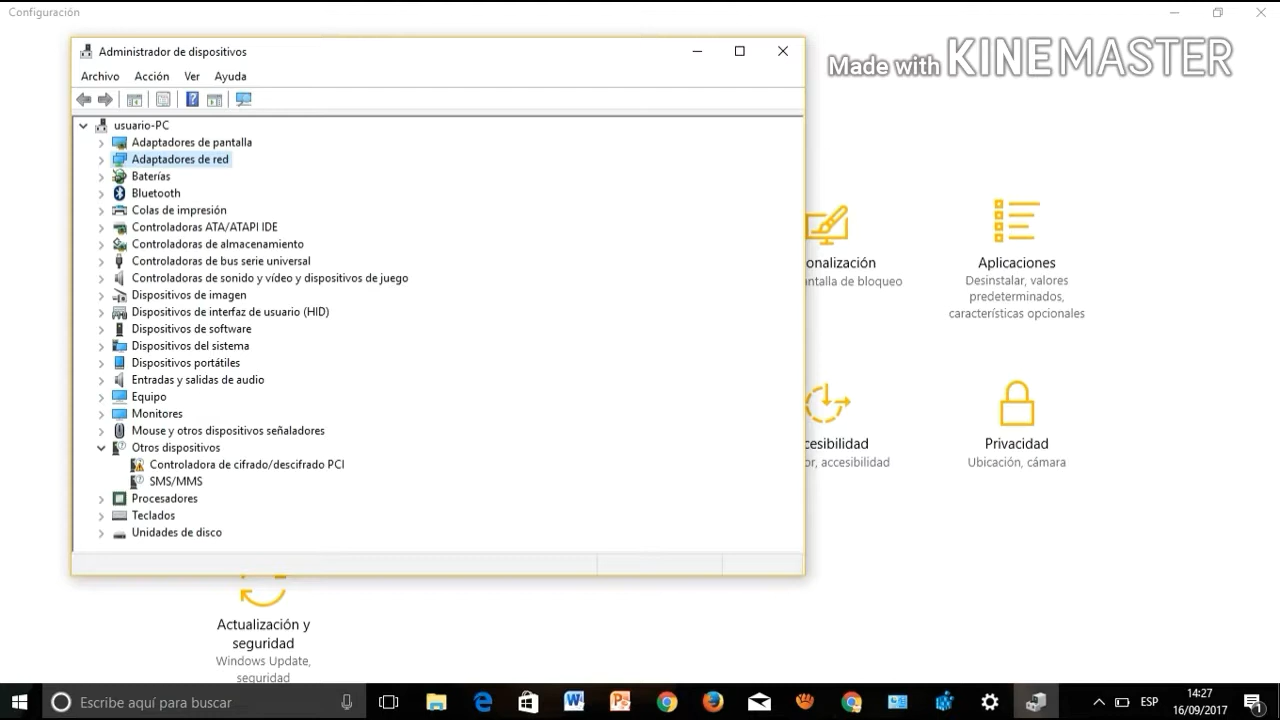 Configuración
Made with KINEMASTER
Administrador de dispositivos
Archivo Acción Ver Ayuda
usuario-PC
Adaptadores de pantalla
Adaptadores de red
Baterías
Bluetooth
Colas de impresión
Controladoras ATA/ATAPI IDE
Controladoras de almacenamiento
Controladoras de bus serie universal
Controladoras de sonido y vídeo y dispositivos de juego
Dispositivos de imagen
Dispositivos de interfaz de usuario (HID)
Dispositivos de software
Dispositivos del sistema
Dispositivos portátiles
Entradas y salidas de audio
Equipo
Monitores
Mouse y otros dispositivos señaladores
Otros dispositivos
Controladora de cifrado/descifrado PCI
SMS/MMS
Procesadores
Teclados
Unidades de disco
onalización
ntalla de bloqueo
Aplicaciones
Desinstalar, valores
predeterminados,
características opcionales
cesibilidad
or, accesibilidad
Privacidad
Ubicación, cámara
Actualización y
seguridad
Windows Update,
seguridad
Escribe aquí para buscar
ESP
14:27
16/09/2017
1